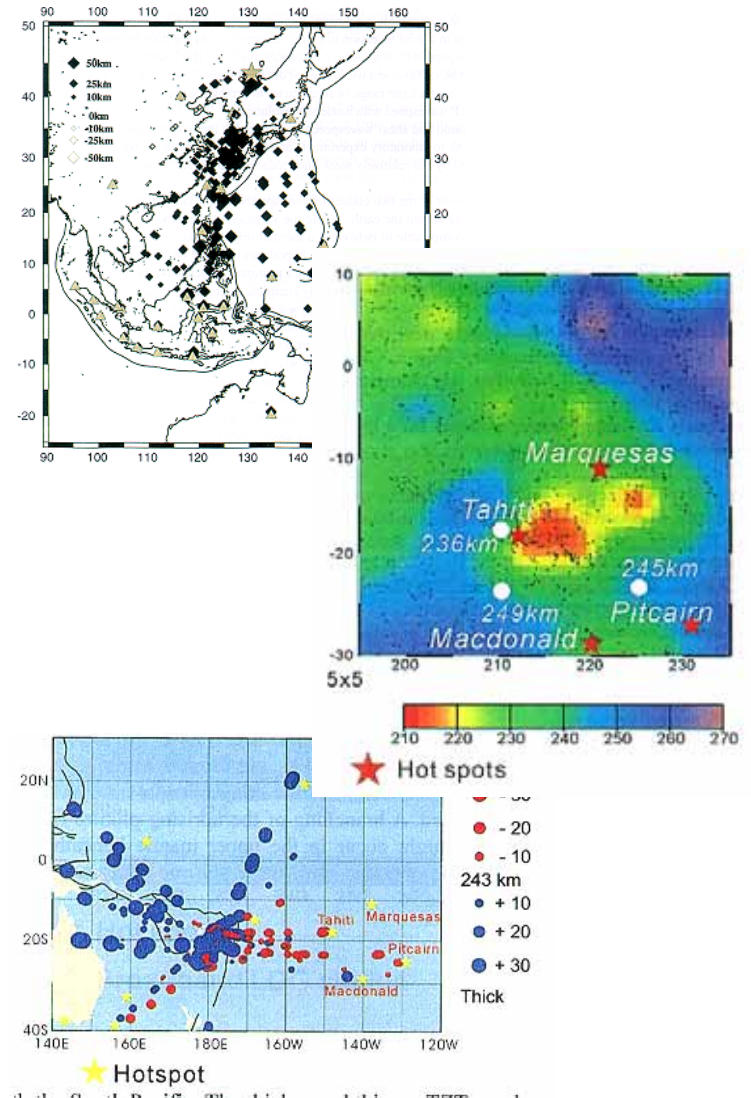 90 100 110 120 130 140 150 160
50 50
50km
25km
10km
0km
-10km
-25km
-50km
40 40
30 30
20 20
10
0
-10
-20
90 100 110 120 130 140
10
0
-10
-20
-30
Marquesas
Tahiti
236km
245km
249km
Pitcairn
Macdonald
200 210 220 230
5x5
210 220 230 240 250 260 270
Hot spots
20N
0
20S
40S
- 20
- 10
243 km
+ 10
+ 20
+ 30
Thick
Tahiti
Marquesas
Pitcairn
Macdonald
140E 160E 180E 160W 140W 120W
Hotspot